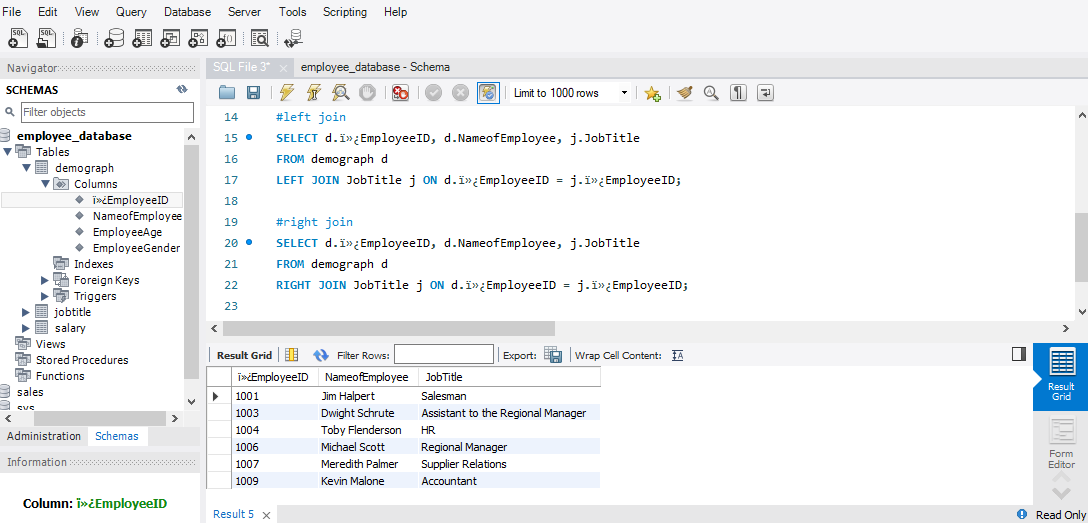 File Edit View Query Database Server Tools Scripting Help
Navigator
SQL File 3* employee_database - Schema
SCHEMAS
Filter objects
Limit to 1000 rows
employee_database
Tables
demograph
Columns
ï»¿EmployeeID
NameofEmployee
EmployeeAge
EmployeeGender
Indexes
Foreign Keys
Triggers
jobtitle
salary
Views
Stored Procedures
Functions
sales
sys
Administration Schemas
Information
Column: ï»¿EmployeeID
14 #left join
15 SELECT d.ï»¿EmployeeID, d.NameofEmployee, j.JobTitle
16 FROM demograph d
17 LEFT JOIN JobTitle j ON d.ï»¿EmployeeID = j.ï»¿EmployeeID;
18
19 #right join
20 SELECT d.ï»¿EmployeeID, d.NameofEmployee, j.JobTitle
21 FROM demograph d
22 RIGHT JOIN JobTitle j ON d.ï»¿EmployeeID = j.ï»¿EmployeeID;
23
Result Grid Filter Rows: Export: Wrap Cell Content:
ï»¿EmployeeID NameofEmployee JobTitle
1001 Jim Halpert Salesman
1003 Dwight Schrute Assistant to the Regional Manager
1004 Toby Flenderson HR
1006 Michael Scott Regional Manager
1007 Meredith Palmer Supplier Relations
1009 Kevin Malone Accountant
Result
Grid
Form
Editor
Result 5
Read Only